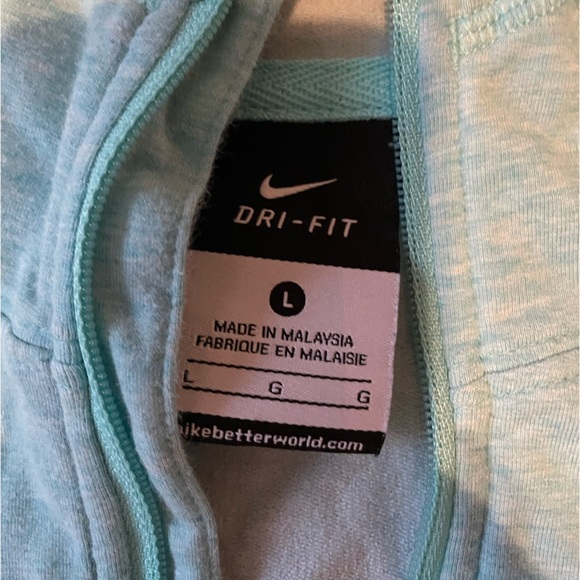 DRI-FIT
L
MADE IN MALAYSIA
FABRIQUE EN MALAISIE
L G G
ikebetterworld.com